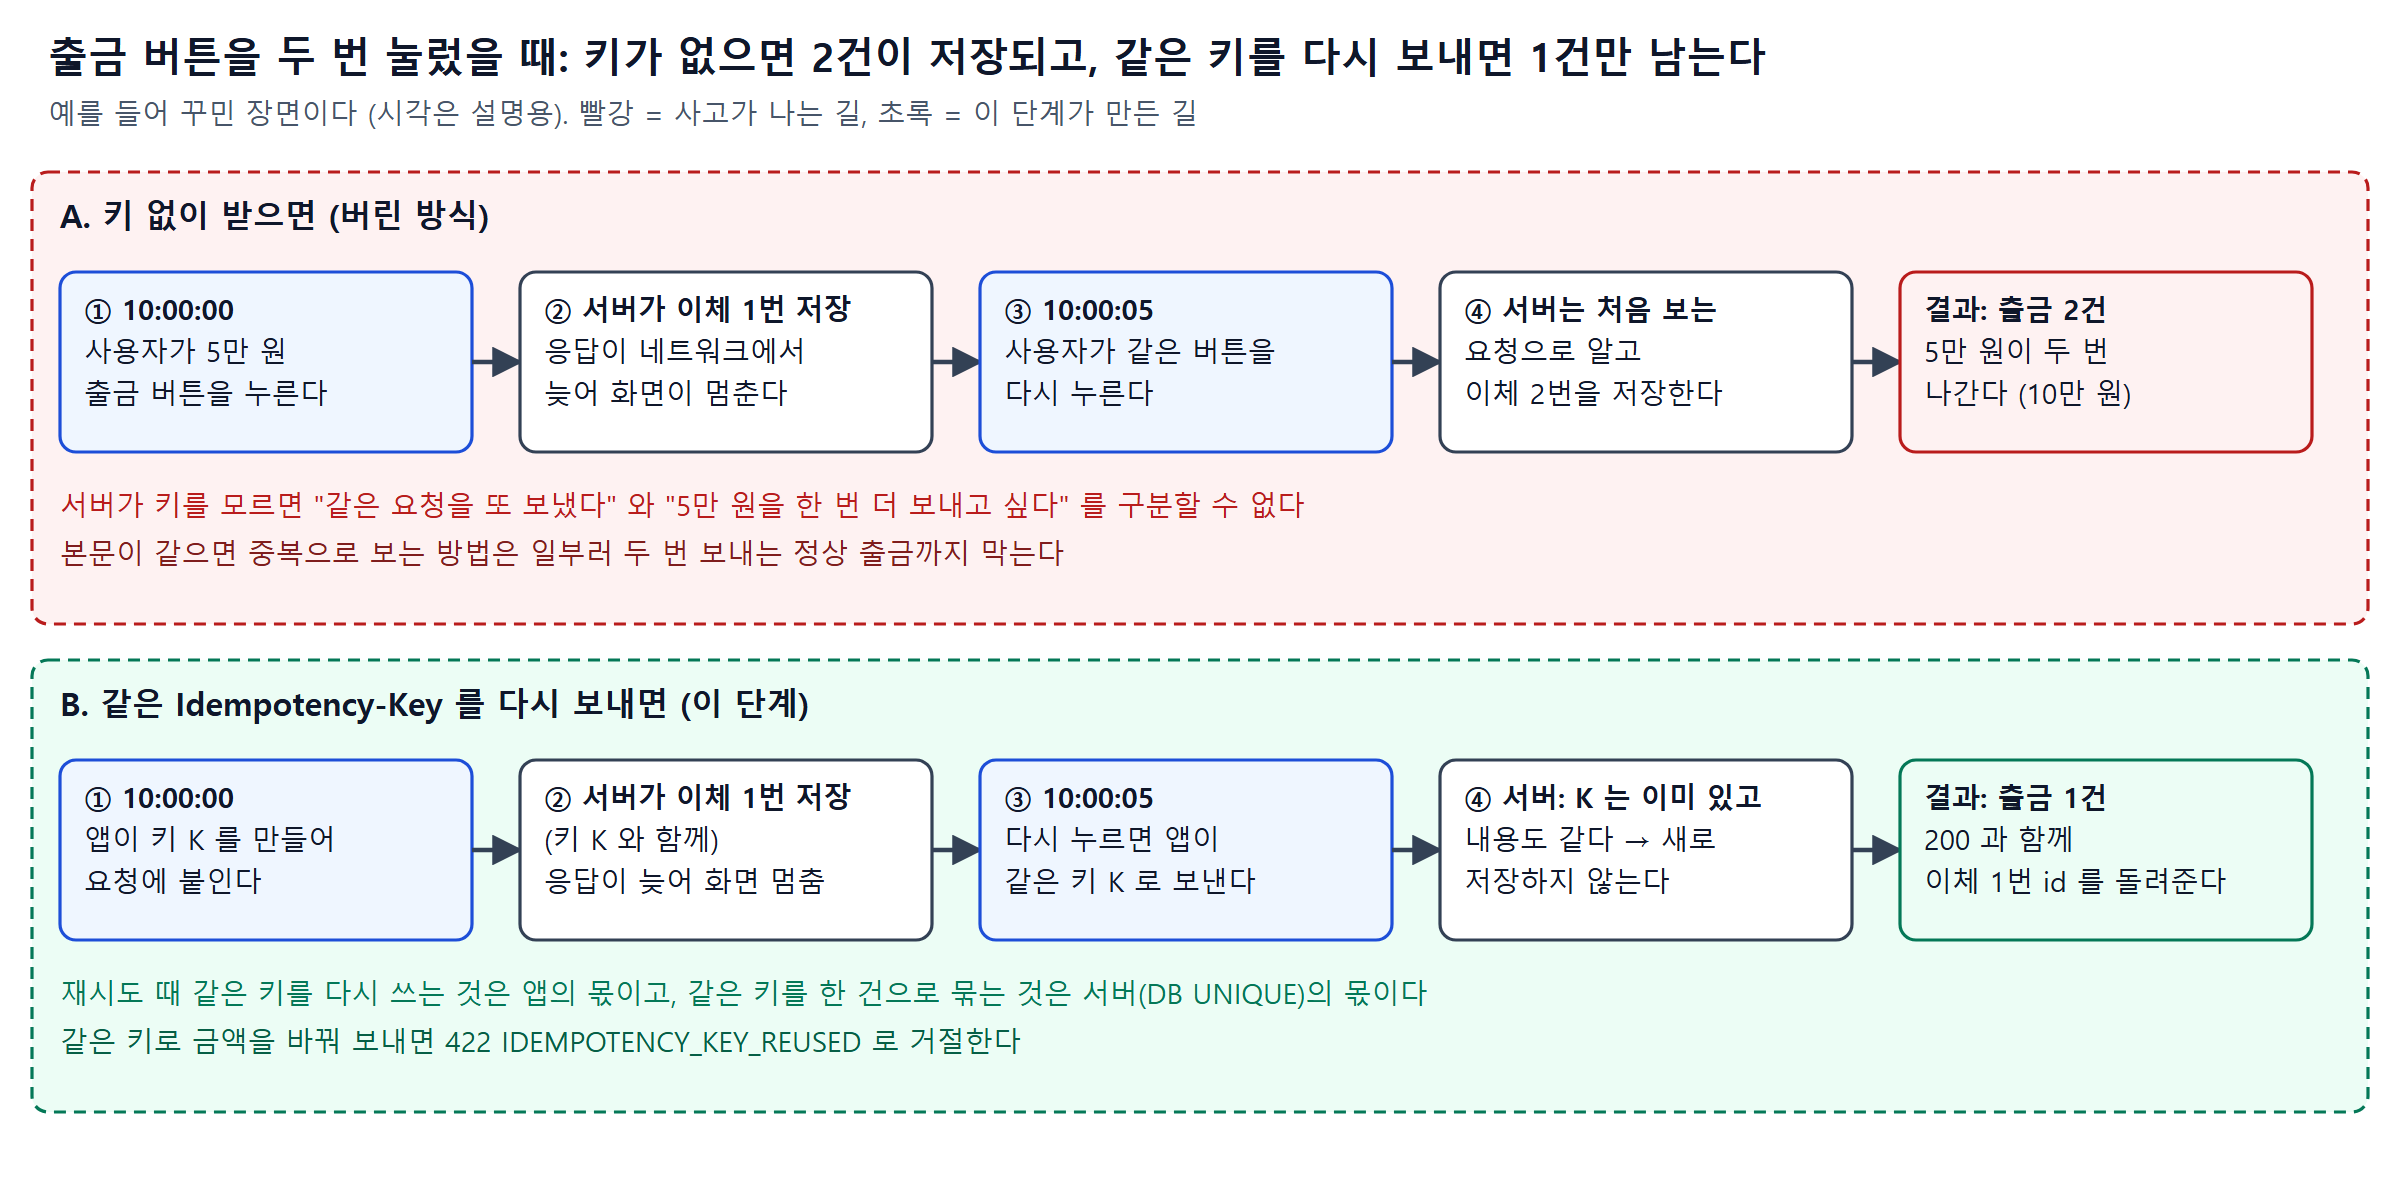 출금 버튼을 두 번 눌렀을 때: 키가 없으면 2건이 저장되고, 같은 키를 다시 보내면 1건만 남는다
예를 들어 꾸민 장면이다 (시각은 설명용). 빨강 = 사고가 나는 길, 초록 = 이 단계가 만든 길
A. 키 없이 받으면 (버린 방식)
① 10:00:00
사용자가 5만 원
출금 버튼을 누른다
② 서버가 이체 1번 저장
응답이 네트워크에서
늦어 화면이 멈춘다
③ 10:00:05
사용자가 같은 버튼을
다시 누른다
④ 서버는 처음 보는
요청으로 알고
이체 2번을 저장한다
결과: 출금 2건
5만 원이 두 번
나간다 (10만 원)
서버가 키를 모르면 "같은 요청을 또 보냈다" 와 "5만 원을 한 번 더 보내고 싶다" 를 구분할 수 없다
본문이 같으면 중복으로 보는 방법은 일부러 두 번 보내는 정상 출금까지 막는다
B. 같은 Idempotency-Key 를 다시 보내면 (이 단계)
① 10:00:00
앱이 키 K 를 만들어
요청에 붙인다
② 서버가 이체 1번 저장
(키 K 와 함께)
응답이 늦어 화면 멈춤
③ 10:00:05
다시 누르면 앱이
같은 키 K 로 보낸다
④ 서버: K 는 이미 있고
내용도 같다 → 새로
저장하지 않는다
결과: 출금 1건
200 과 함께
이체 1번 id 를 돌려준다
재시도 때 같은 키를 다시 쓰는 것은 앱의 몫이고, 같은 키를 한 건으로 묶는 것은 서버(DB UNIQUE)의 몫이다
같은 키로 금액을 바꿔 보내면 422 IDEMPOTENCY_KEY_REUSED 로 거절한다